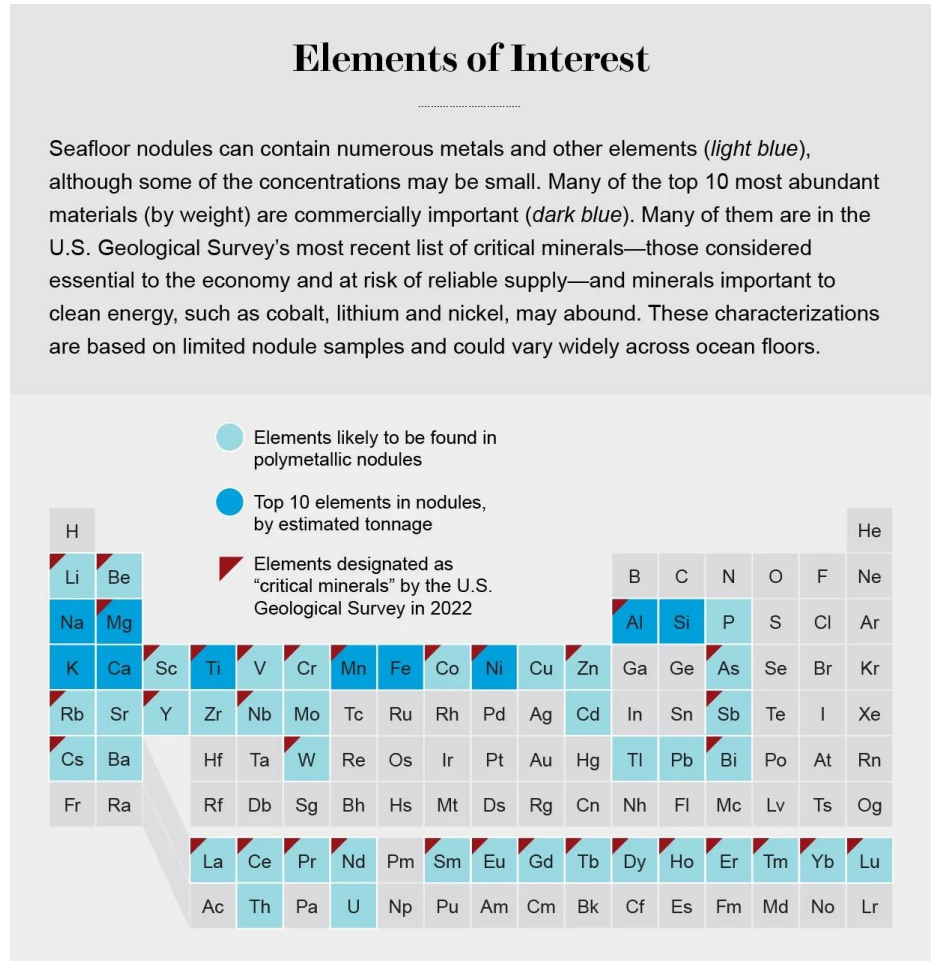 Elements of Interest
Seafloor nodules can contain numerous metals and other elements (light blue),
although some of the concentrations may be small. Many of the top 10 most abundant
materials (by weight) are commercially important (dark blue). Many of them are in the
U.S. Geological Survey’s most recent list of critical minerals—those considered
essential to the economy and at risk of reliable supply—and minerals important to
clean energy, such as cobalt, lithium and nickel, may abound. These characterizations
are based on limited nodule samples and could vary widely across ocean floors.
Elements likely to be found in
polymetallic nodules
Top 10 elements in nodules,
by estimated tonnage
Elements designated as
“critical minerals” by the U.S.
Geological Survey in 2022
H He
Li Be B C N O F Ne
Na Mg Al Si P S Cl Ar
K Ca Sc Ti V Cr Mn Fe Co Ni Cu Zn Ga Ge As Se Br Kr
Rb Sr Y Zr Nb Mo Tc Ru Rh Pd Ag Cd In Sn Sb Te I Xe
Cs Ba Hf Ta W Re Os Ir Pt Au Hg Tl Pb Bi Po At Rn
Fr Ra Rf Db Sg Bh Hs Mt Ds Rg Cn Nh Fl Mc Lv Ts Og
La Ce Pr Nd Pm Sm Eu Gd Tb Dy Ho Er Tm Yb Lu
Ac Th Pa U Np Pu Am Cm Bk Cf Es Fm Md No Lr